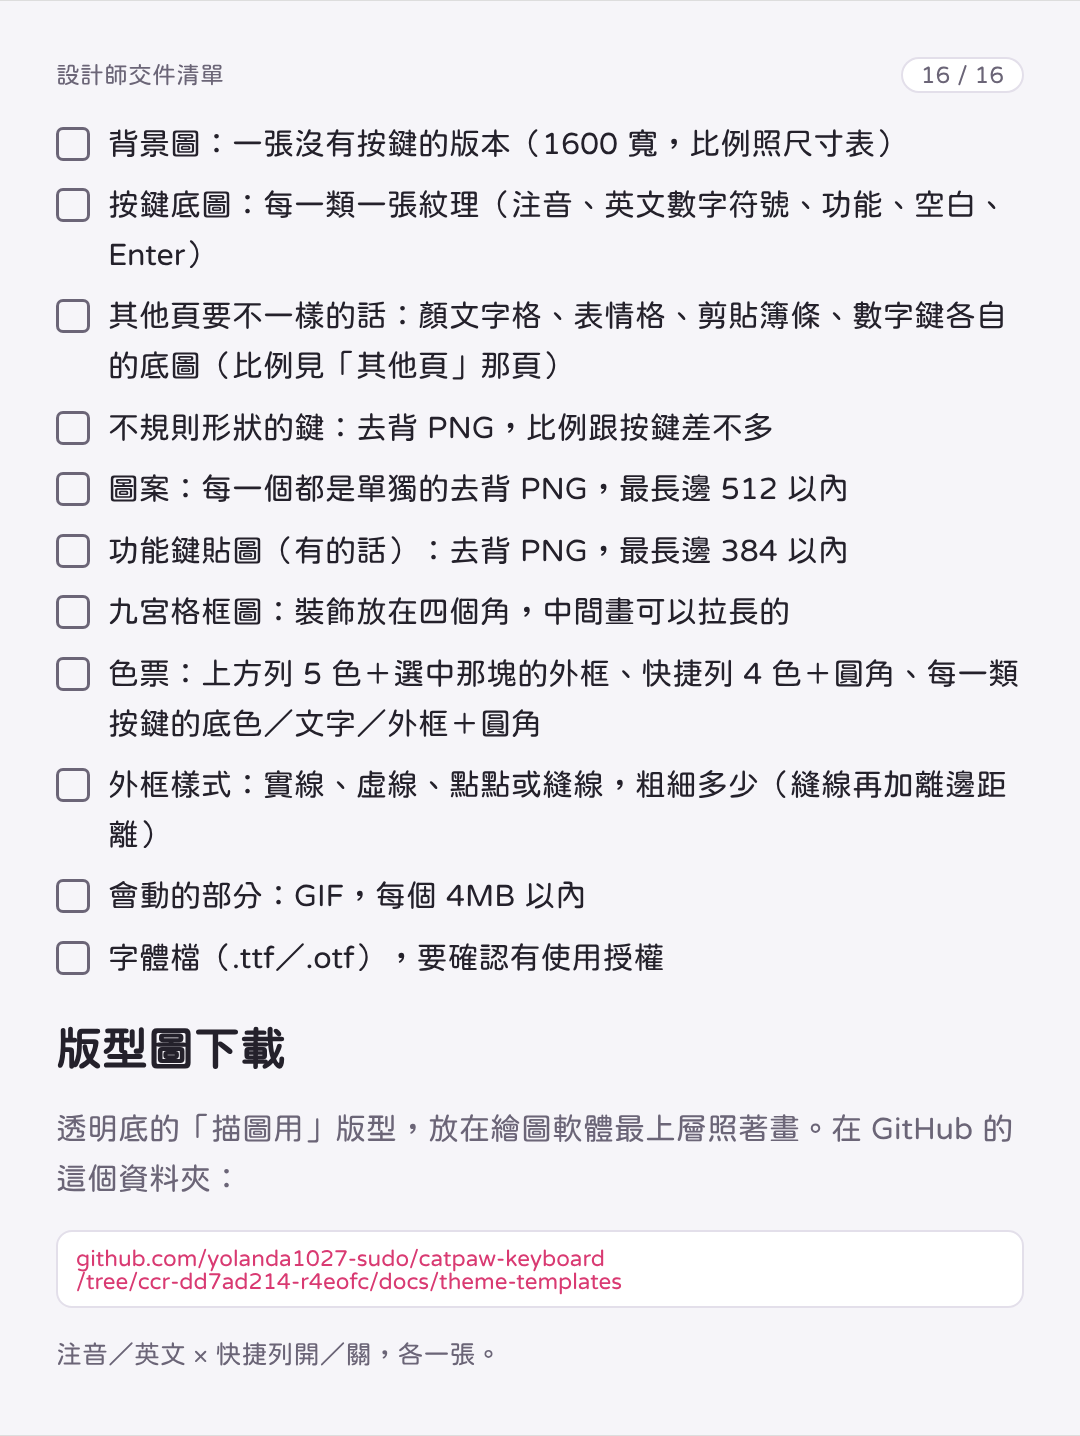 設計師交件清單
16 / 16
背景圖：一張沒有按鍵的版本（1600 寬，比例照尺寸表）
按鍵底圖：每一類一張紋理（注音、英文數字符號、功能、空白、
Enter）
其他頁要不一樣的話：顏文字格、表情格、剪貼簿條、數字鍵各自
的底圖（比例見「其他頁」那頁）
不規則形狀的鍵：去背 PNG，比例跟按鍵差不多
圖案：每一個都是單獨的去背 PNG，最長邊 512 以內
功能鍵貼圖（有的話）：去背 PNG，最長邊 384 以內
九宮格框圖：裝飾放在四個角，中間畫可以拉長的
色票：上方列 5 色＋選中那塊的外框、快捷列 4 色＋圓角、每一類
按鍵的底色／文字／外框＋圓角
外框樣式：實線、虛線、點點或縫線，粗細多少（縫線再加離邊距
離）
會動的部分：GIF，每個 4MB 以內
字體檔（.ttf／.otf），要確認有使用授權
版型圖下載
透明底的「描圖用」版型，放在繪圖軟體最上層照著畫。在 GitHub 的
這個資料夾：
github.com/yolanda1027-sudo/catpaw-keyboard
/tree/ccr-dd7ad214-r4eofc/docs/theme-templates
注音／英文 × 快捷列開／關，各一張。